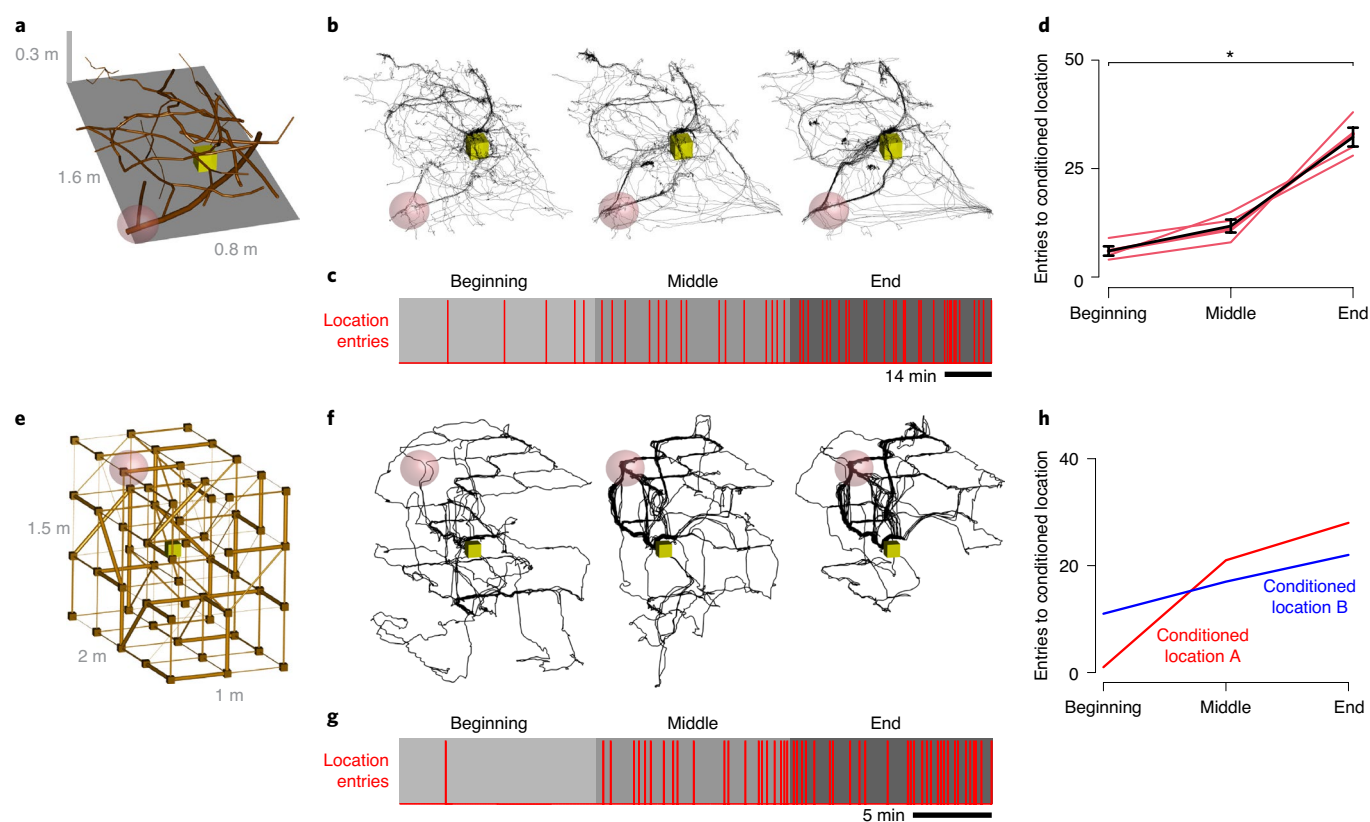 a
0.3 m
1.6 m
0.8 m
b
c
Beginning
Middle
End
Location
entries
14 min
d
*
50
25
0
Entries to conditioned location
Beginning
Middle
End
e
1.5 m
2 m
1 m
f
g
Beginning
Middle
End
Location
entries
5 min
h
40
20
0
Entries to conditioned location
Conditioned
location B
Conditioned
location A
Beginning
Middle
End